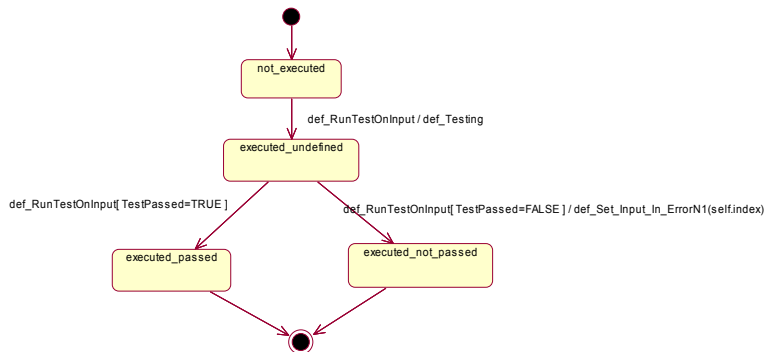 not_executed
def_RunTestOnInput / def_Testing
executed_undefined
def_RunTestOnInput[ TestPassed=TRUE ]
def_RunTestOnInput[ TestPassed=FALSE ] / def_Set_Input_In_ErrorN1(self.index)
executed_passed
executed_not_passed